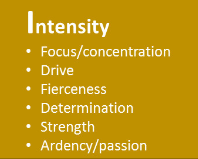 Intensity
• Focus/concentration
• Drive
• Fierceness
• Determination
• Strength
• Ardency/passion